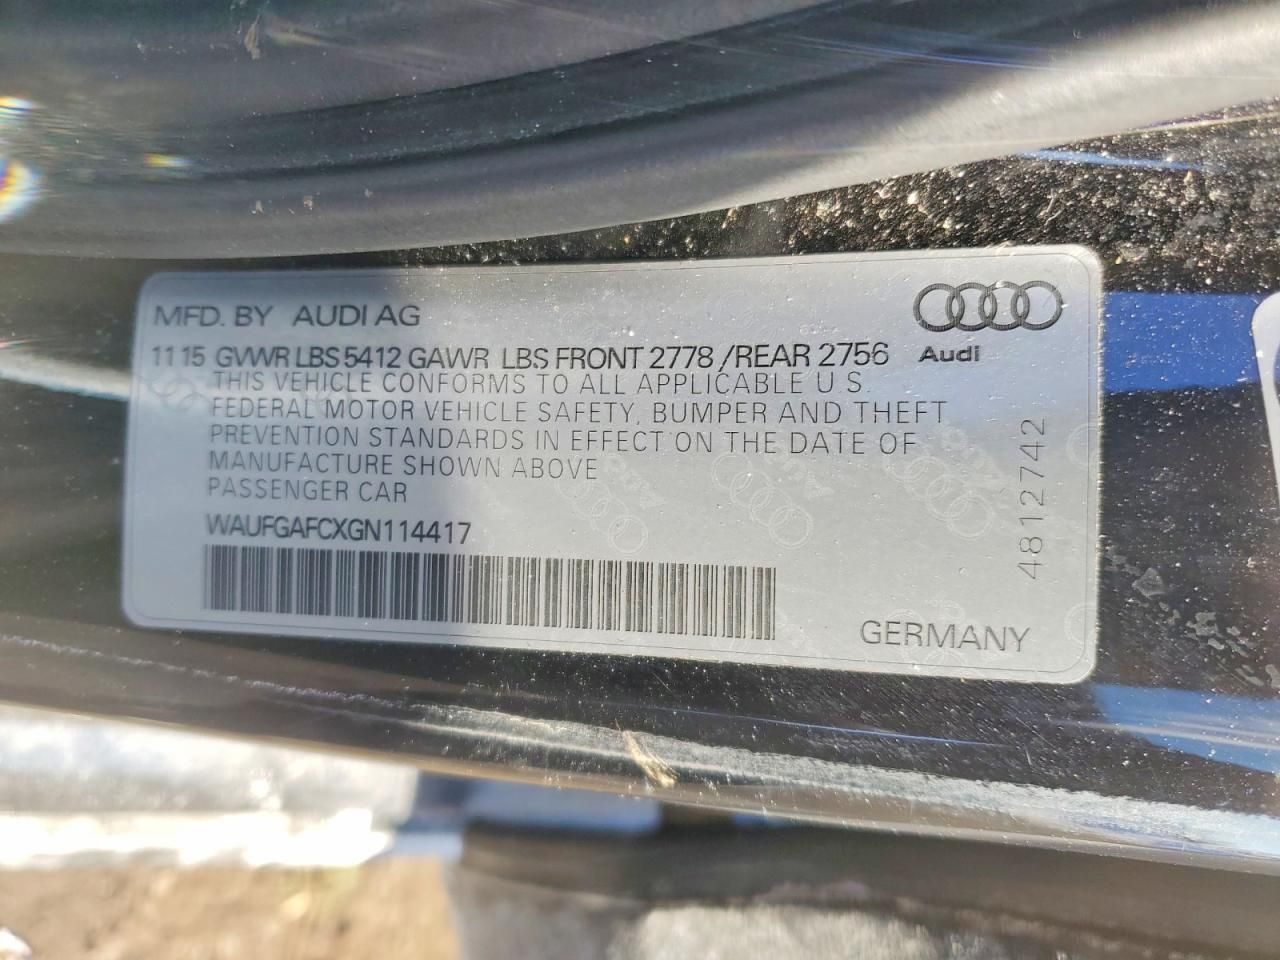 MFD. BY AUDI AG
11 15 GVWR LBS 5412 GAWR LBS FRONT 2778 /REAR 2756
Audi
THIS VEHICLE CONFORMS TO ALL APPLICABLE U.S.
FEDERAL MOTOR VEHICLE SAFETY, BUMPER AND THEFT
PREVENTION STANDARDS IN EFFECT ON THE DATE OF
MANUFACTURE SHOWN ABOVE
PASSENGER CAR
WAUFGAFCXGN114417
4812742
GERMANY